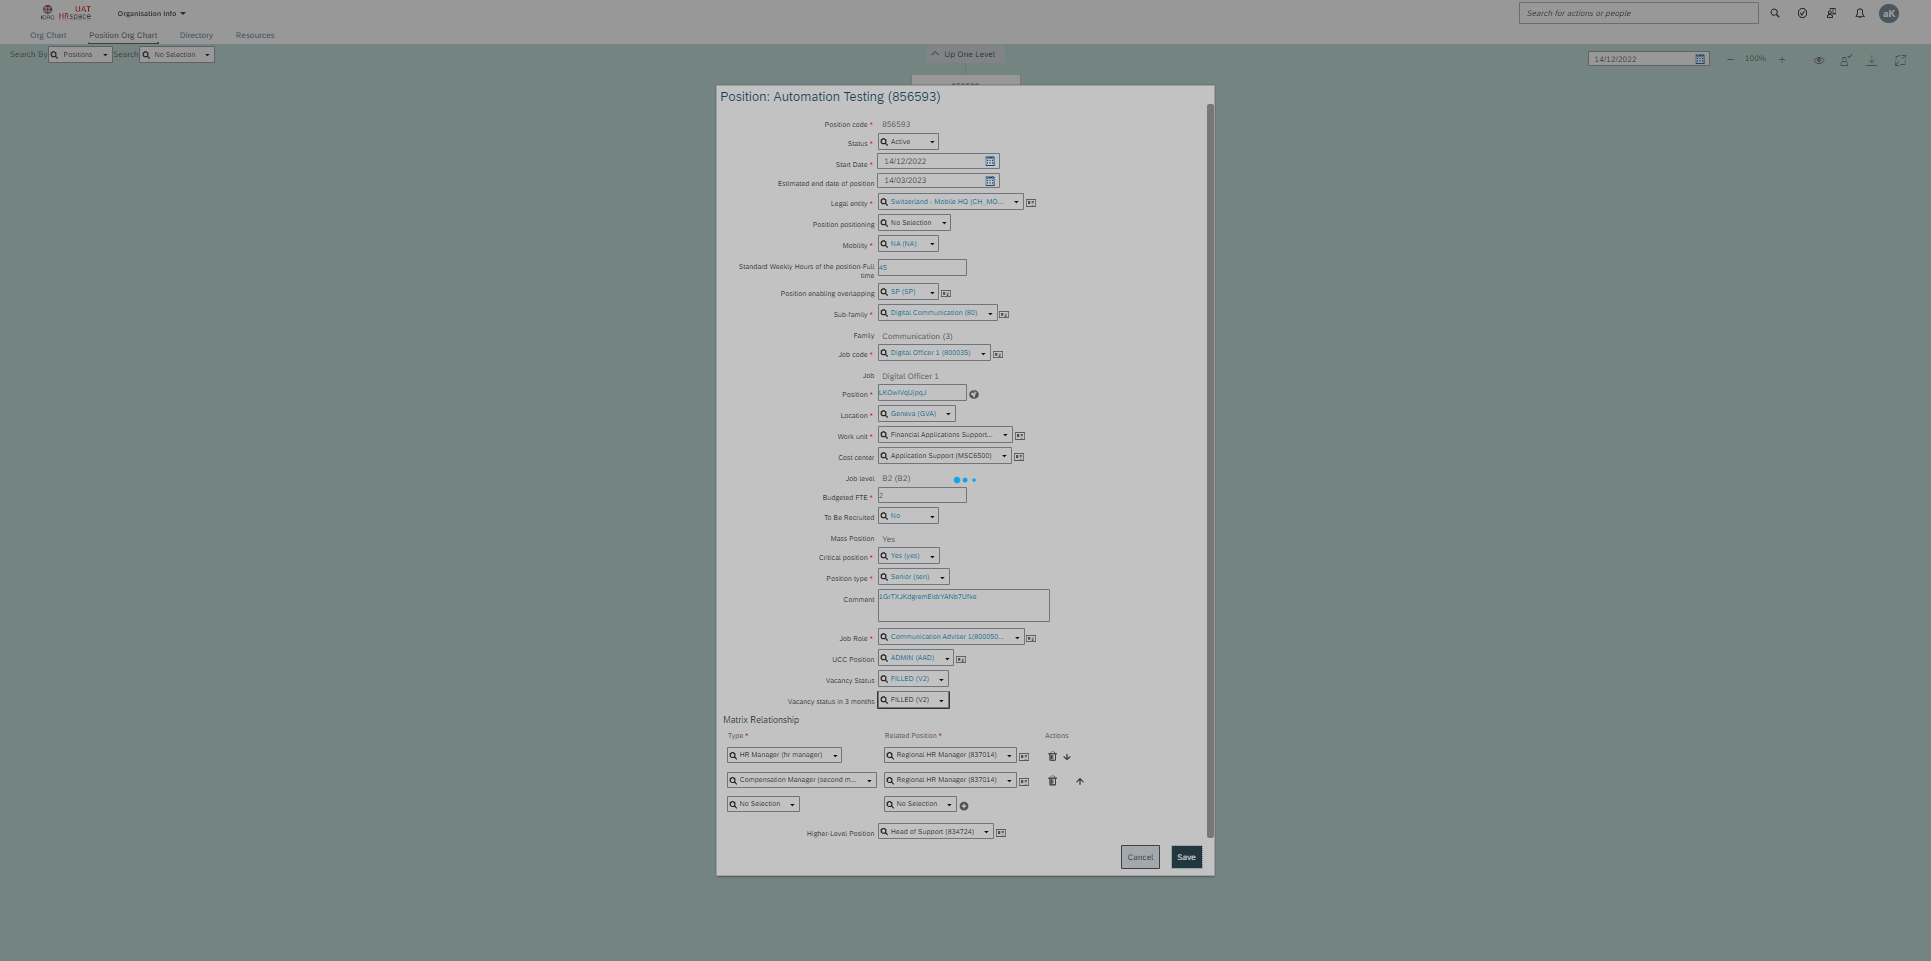 UAT
ICRC HRspace
Organisation Info
Search for actions or people
aK
Org Chart Position Org Chart Directory Resources
Search By Positions Search No Selection
Up One Level
14/12/2022
100%
Position: Automation Testing (856593)
Position code * 856593
Status * Active
Start Date * 14/12/2022
Estimated end date of position 14/03/2023
Legal entity * Switzerland - Mobile HQ (CH_MO...
Position positioning No Selection
Mobility * NA (NA)
Standard Weekly Hours of the position-Full
time 45
Position enabling overlapping SP (SP)
Sub-family * Digital Communication (80)
Family Communication (3)
Job code * Digital Officer 1 (800035)
Job Digital Officer 1
Position *
Location * Geneva (GVA)
Work unit * Financial Applications Support...
Cost center Application Support (MSC6500)
Job level B2 (B2)
Budgeted FTE * 2
To Be Recruited No
Mass Position Yes
Critical position * Yes (yes)
Position type * Senior (sen)
Comment
Job Role * Communication Adviser 1(800050...
UCC Position ADMIN (AAD)
Vacancy Status FILLED (V2)
Vacancy status in 3 months FILLED (V2)
Matrix Relationship
Type * Related Position * Actions
HR Manager (hr manager) Regional HR Manager (837014)
Compensation Manager (second m... Regional HR Manager (837014)
No Selection No Selection
Higher-Level Position Head of Support (834724)
Cancel Save